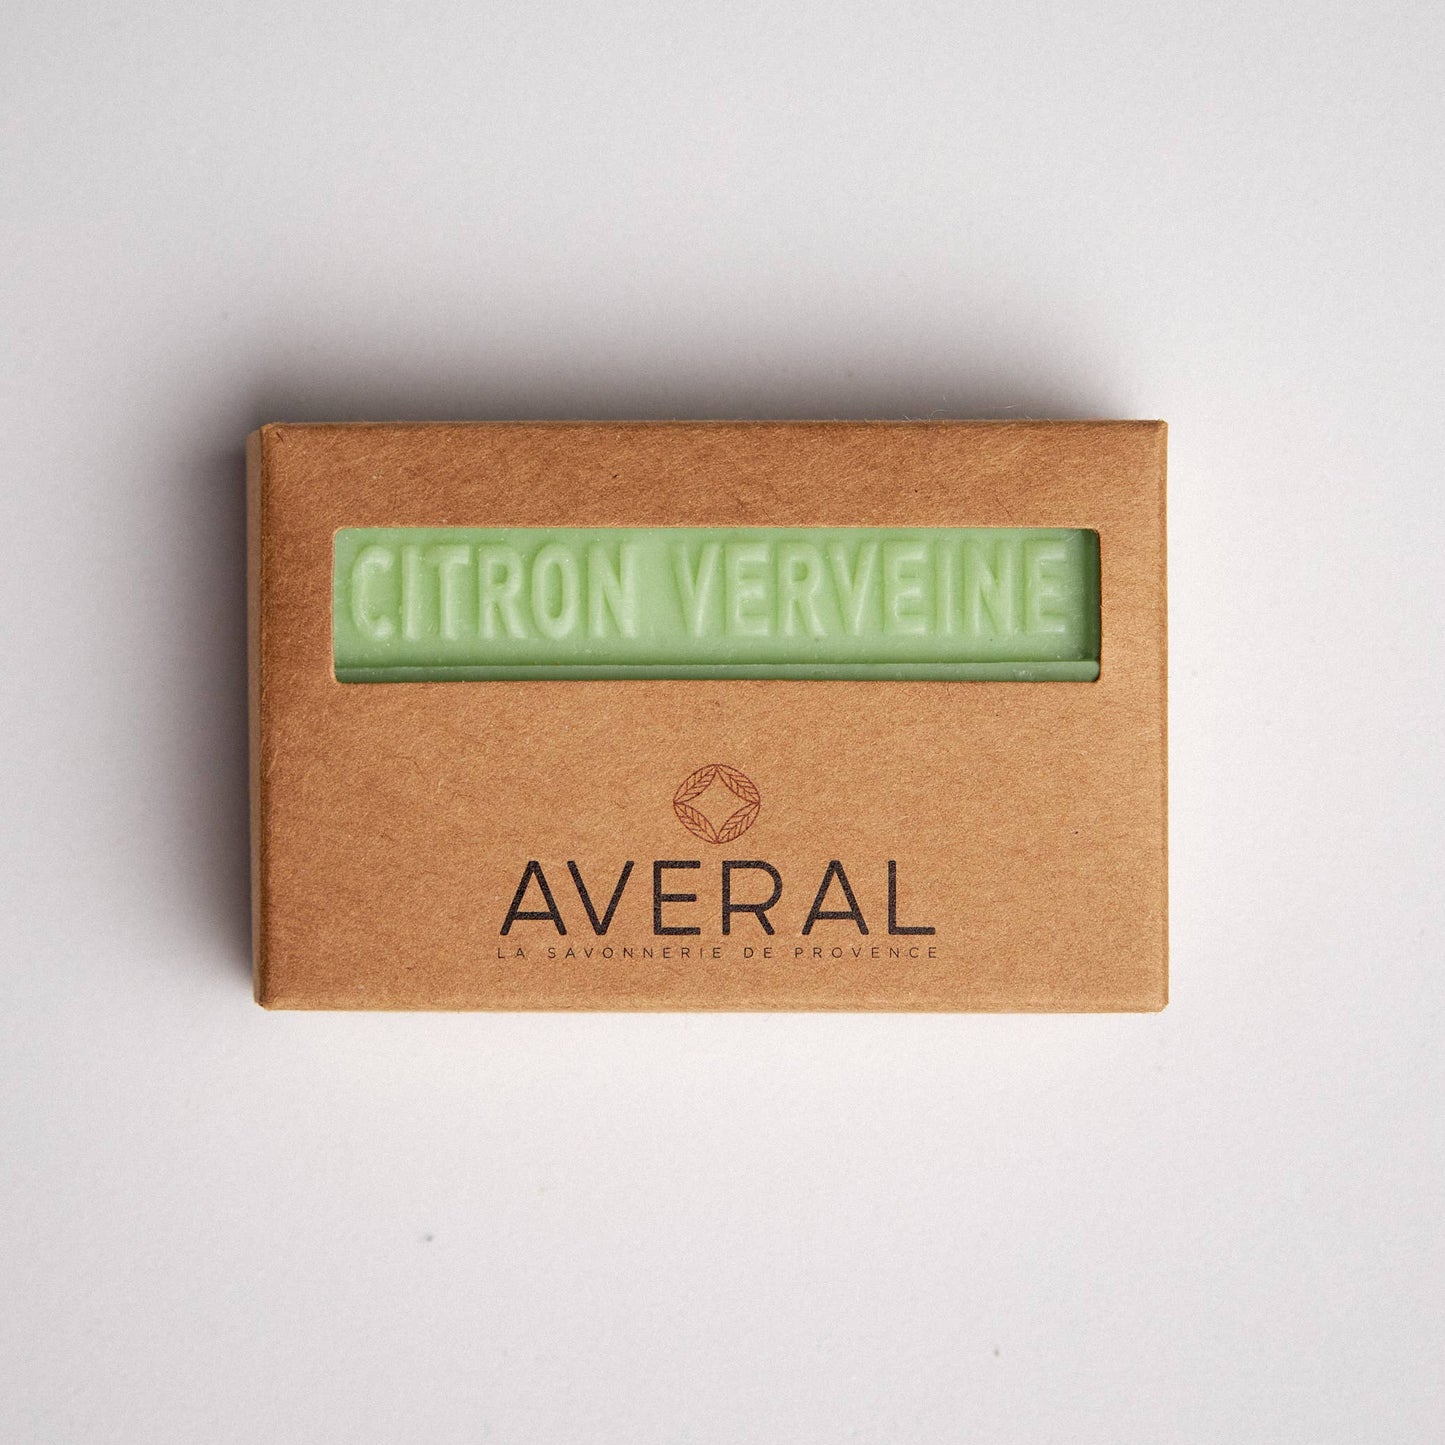 CITRON VERVEINE
AVERAL
LA SAVONNERIE DE PROVENCE